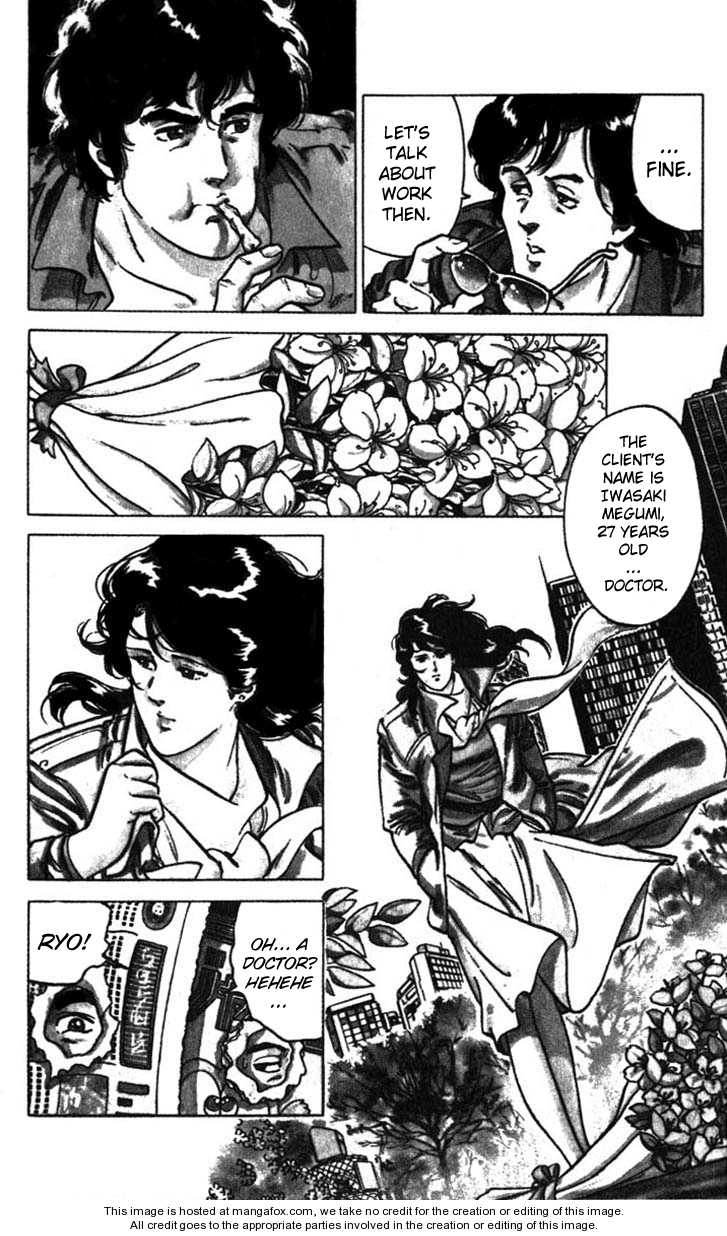 ...
FINE.
LET'S
TALK
ABOUT
WORK
THEN.
THE
CLIENT'S
NAME IS
IWASAKI
MEGUMI,
27 YEARS
OLD
...
DOCTOR.
RYO!
OH... A
DOCTOR?
HEHEHE
...
This image is hosted at mangafox.com, we take no credit for the creation or editing of this image.
All credit goes to the appropriate parties involved in the creation or editing of this image.